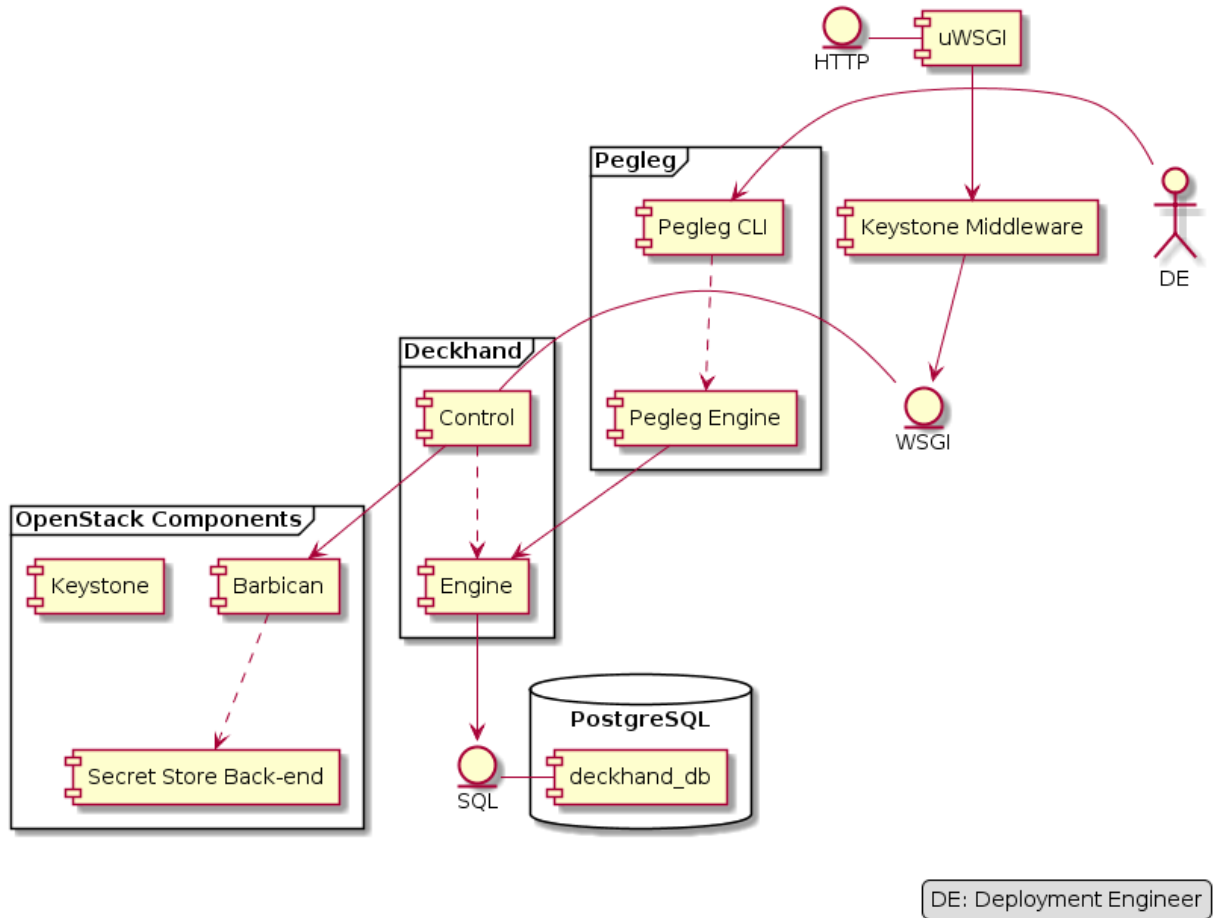 uWSGI
HTTP
Pegleg
Pegleg CLI
Keystone Middleware
DE
Deckhand
Control
Pegleg Engine
WSGI
OpenStack Components
Keystone
Barbican
Engine
PostgreSQL
Secret Store Back-end
deckhand_db
SQL
DE: Deployment Engineer